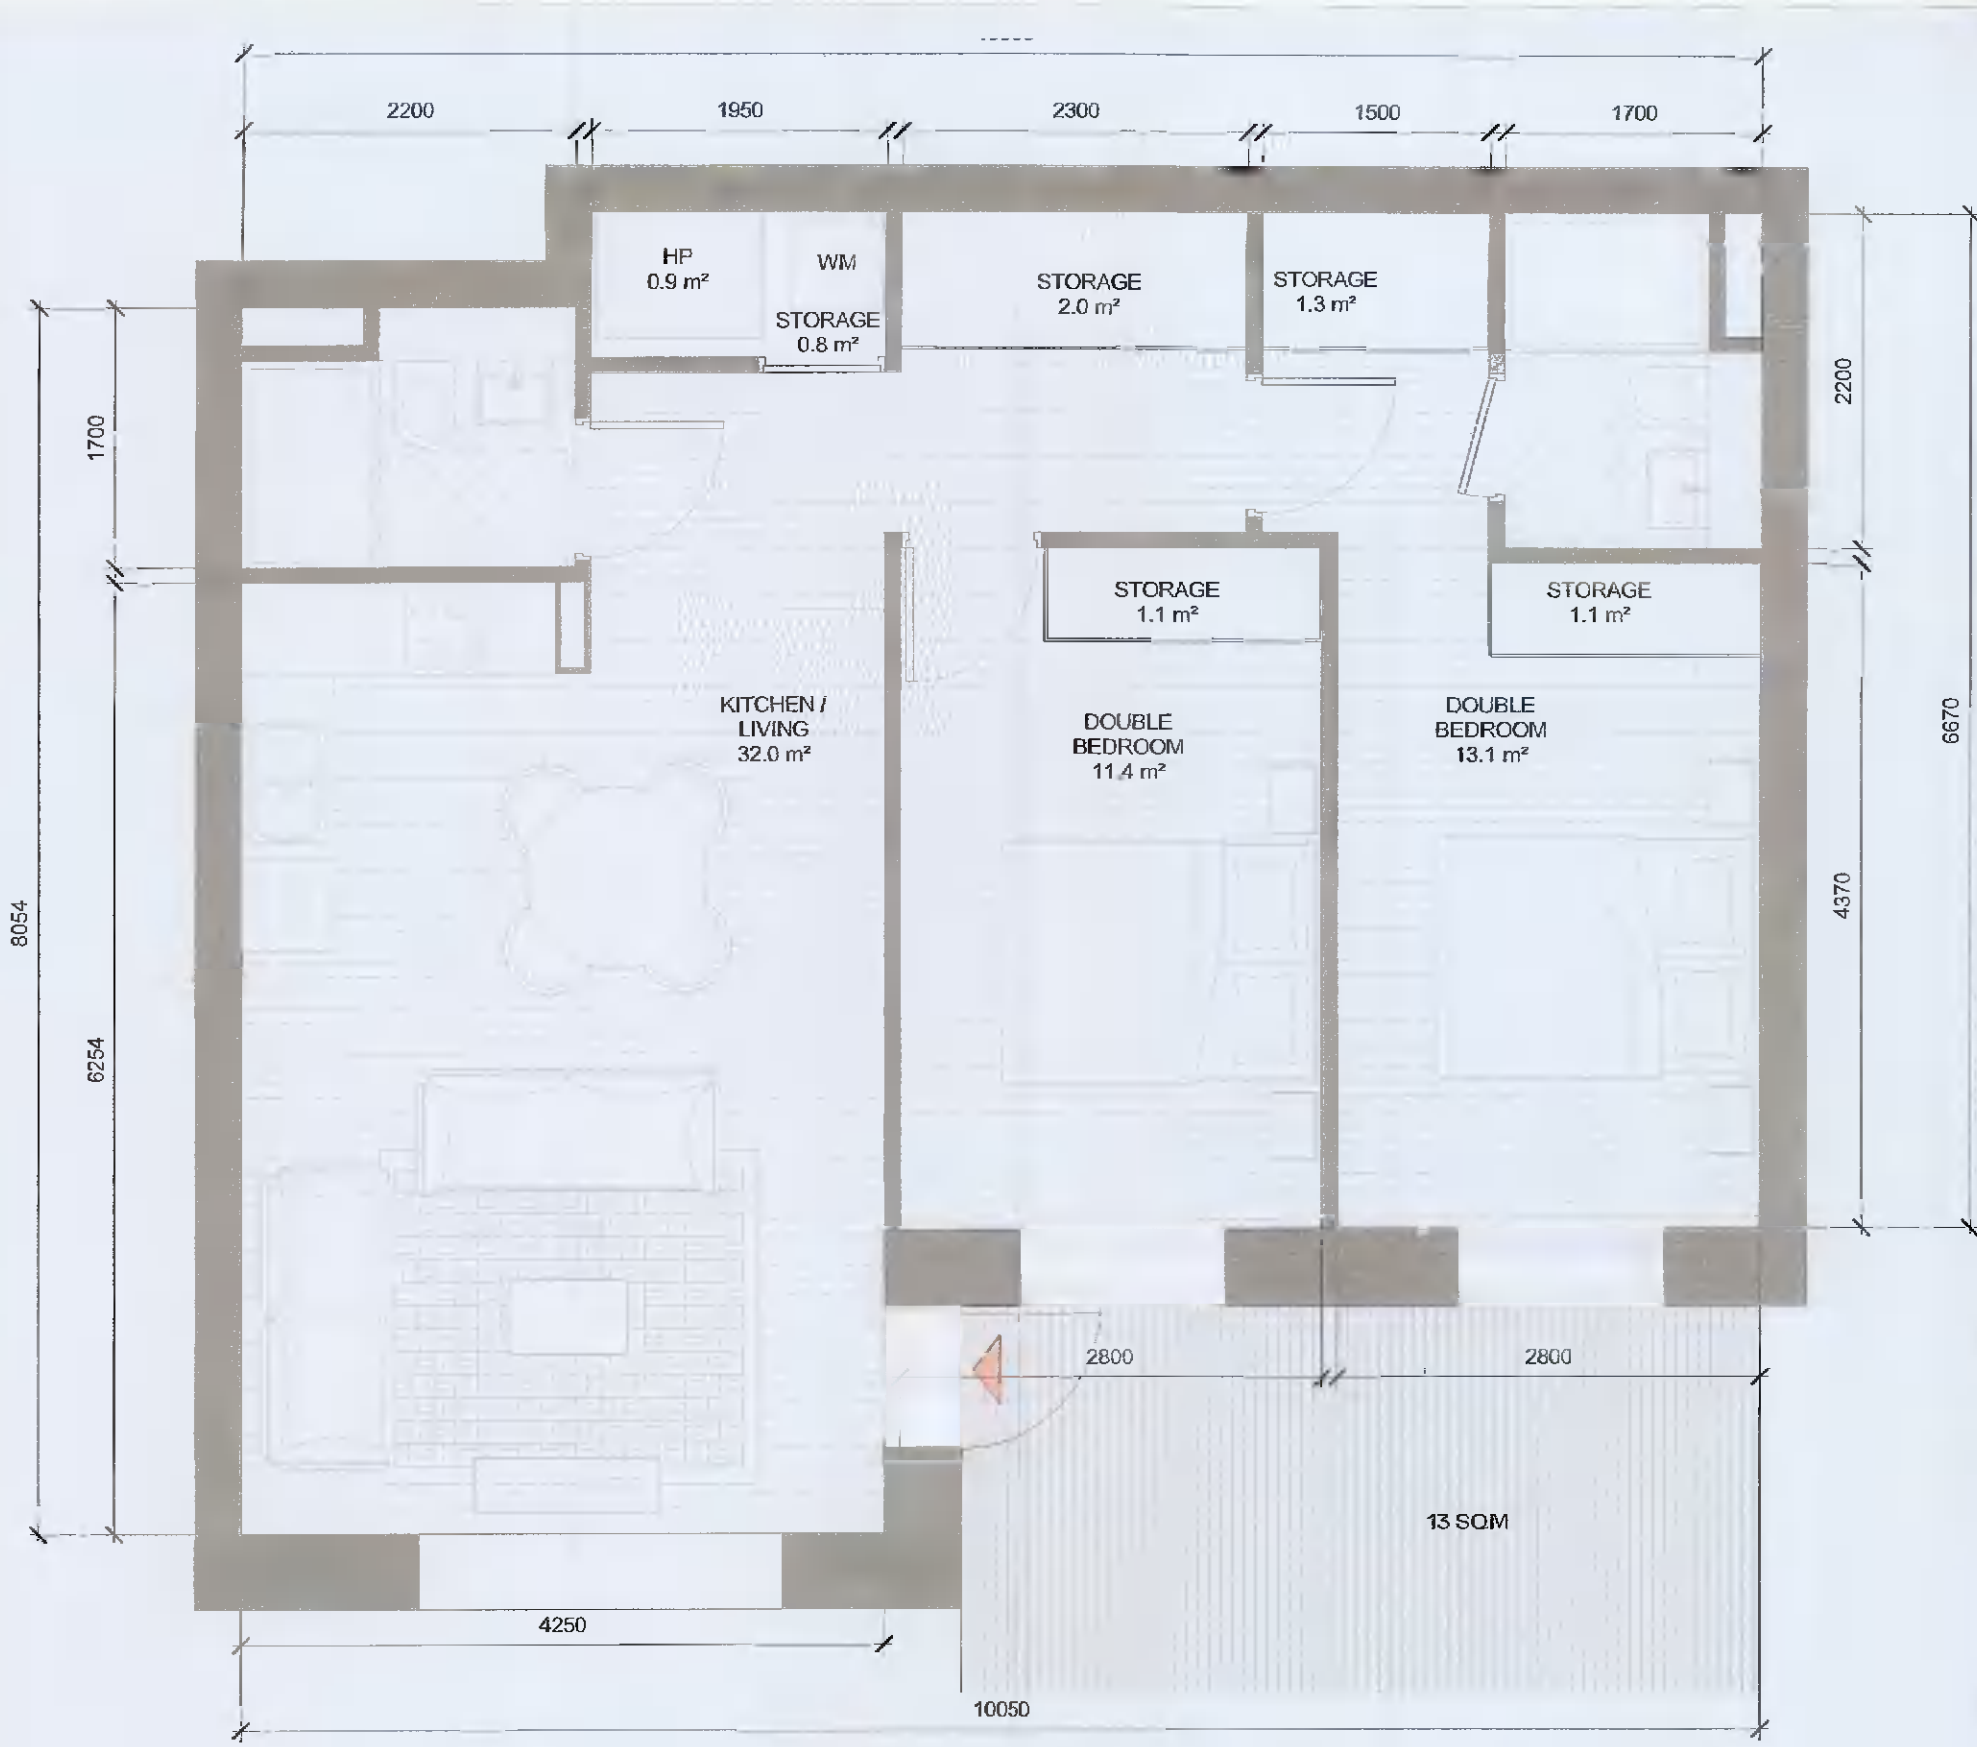 2200
1950
2300
1500
1700
HP
0.9 m²
WM
STORAGE
0.8 m²
STORAGE
2.0 m²
STORAGE
1.3 m²
1700
2200
STORAGE
1.1 m²
STORAGE
1.1 m²
KITCHEN /
LIVING
32.0 m²
DOUBLE
BEDROOM
11.4 m²
DOUBLE
BEDROOM
13.1 m²
6670
8054
4370
6254
2800
2800
13 SQM
4250
10050